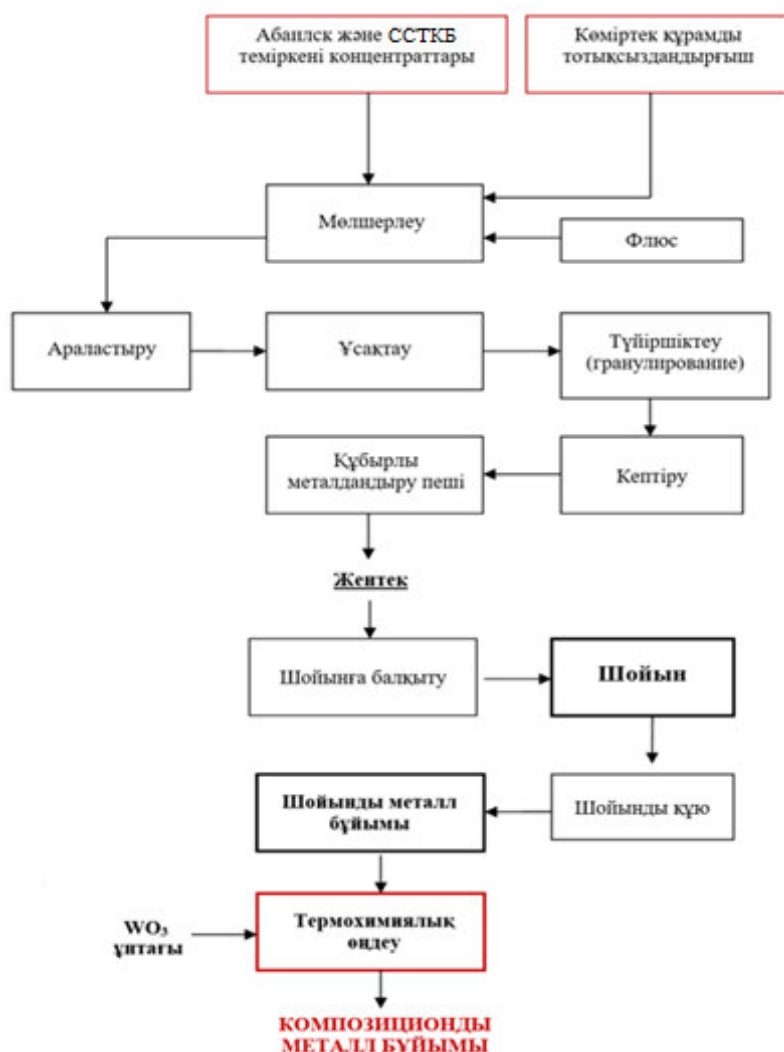 Абаилск және ССТКБ
теміркені концентраттары
Көміртек құрамды
тотықсыздандырғыш
Мөлшерлеу
Флюс
Араластыру
Ұсақтау
Түйіршіктеу
(гранулирование)
Құбырлы
металдандыру пеші
Кептіру
Жентек
Шойынға балқыту
Шойын
Шойынды металл
бұйымы
Шойынды құю
WO₃
ұнтағы
Термохимиялық
өңдеу
КОМПОЗИЦИОНДЫ
МЕТАЛЛ БҰЙЫМЫ